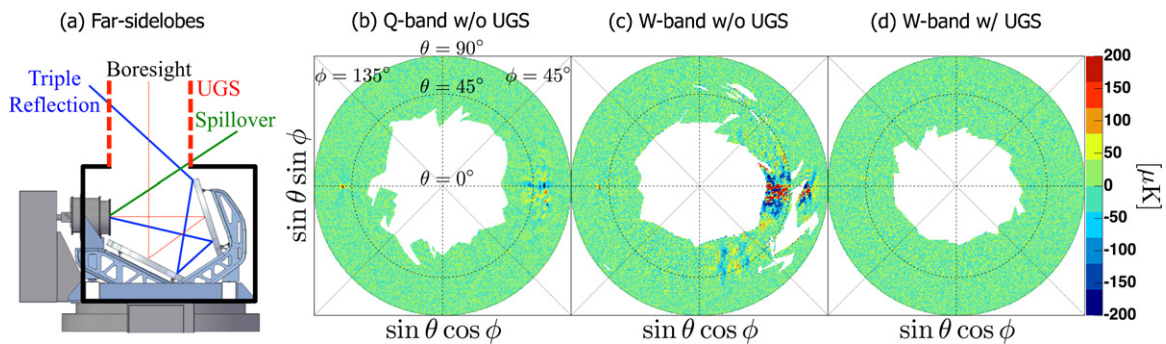 (a) Far-sidelobes
Boresight
Triple
Reflection
UGS
Spillover
(b) Q-band w/o UGS
θ = 90°
ϕ = 135°
ϕ = 45°
θ = 45°
θ = 0°
sin θ sin ϕ
sin θ cos ϕ
(c) W-band w/o UGS
sin θ cos ϕ
(d) W-band w/ UGS
sin θ cos ϕ
200
150
100
50
0
-50
-100
-150
-200
[μK]